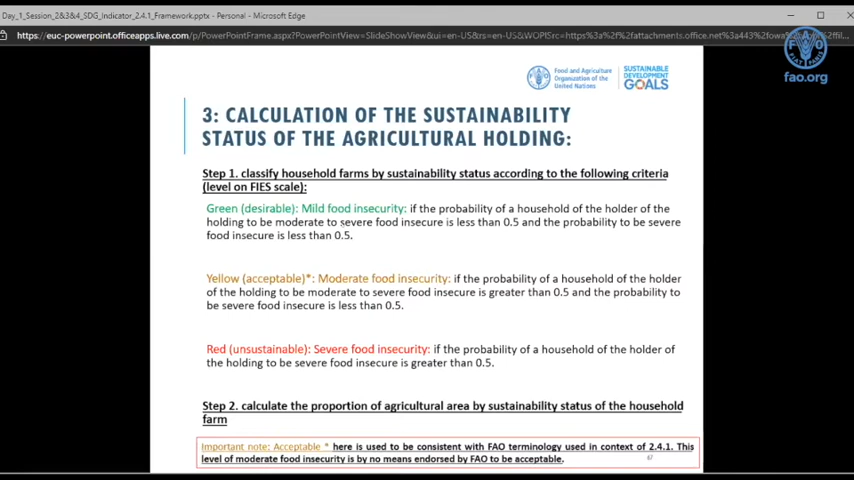 Day_1_Session_2&3&4_SDG_Indicator_2.4.1_Framework.pptx - Personal - Microsoft Edge
https://euc-powerpoint.officeapps.live.com/p/PowerPointFrame.aspx?PowerPointView=SlideShowView&ui=en-US&rs=en-US&WOPISrc=https%3a%2f%2fattachments.office.net%3a443%2fowa%
fao.org
Food and Agriculture
Organization of the
United Nations
SUSTAINABLE
DEVELOPMENT
GOALS
3: CALCULATION OF THE SUSTAINABILITY
STATUS OF THE AGRICULTURAL HOLDING:
Step 1. classify household farms by sustainability status according to the following criteria
(level on FIES scale):
Green (desirable): Mild food insecurity: if the probability of a household of the holder of the
holding to be moderate to severe food insecure is less than 0.5 and the probability to be severe
food insecure is less than 0.5.
Yellow (acceptable)*: Moderate food insecurity: if the probability of a household of the holder
of the holding to be moderate to severe food insecure is greater than 0.5 and the probability to
be severe food insecure is less than 0.5.
Red (unsustainable): Severe food insecurity: if the probability of a household of the holder of
the holding to be severe food insecure is greater than 0.5.
Step 2. calculate the proportion of agricultural area by sustainability status of the household
farm
Important note; Acceptable * here is used to be consistent with FAO terminology used in context of 2.4.1. This
level of moderate food insecurity is by no means endorsed by FAO to be acceptable.
67